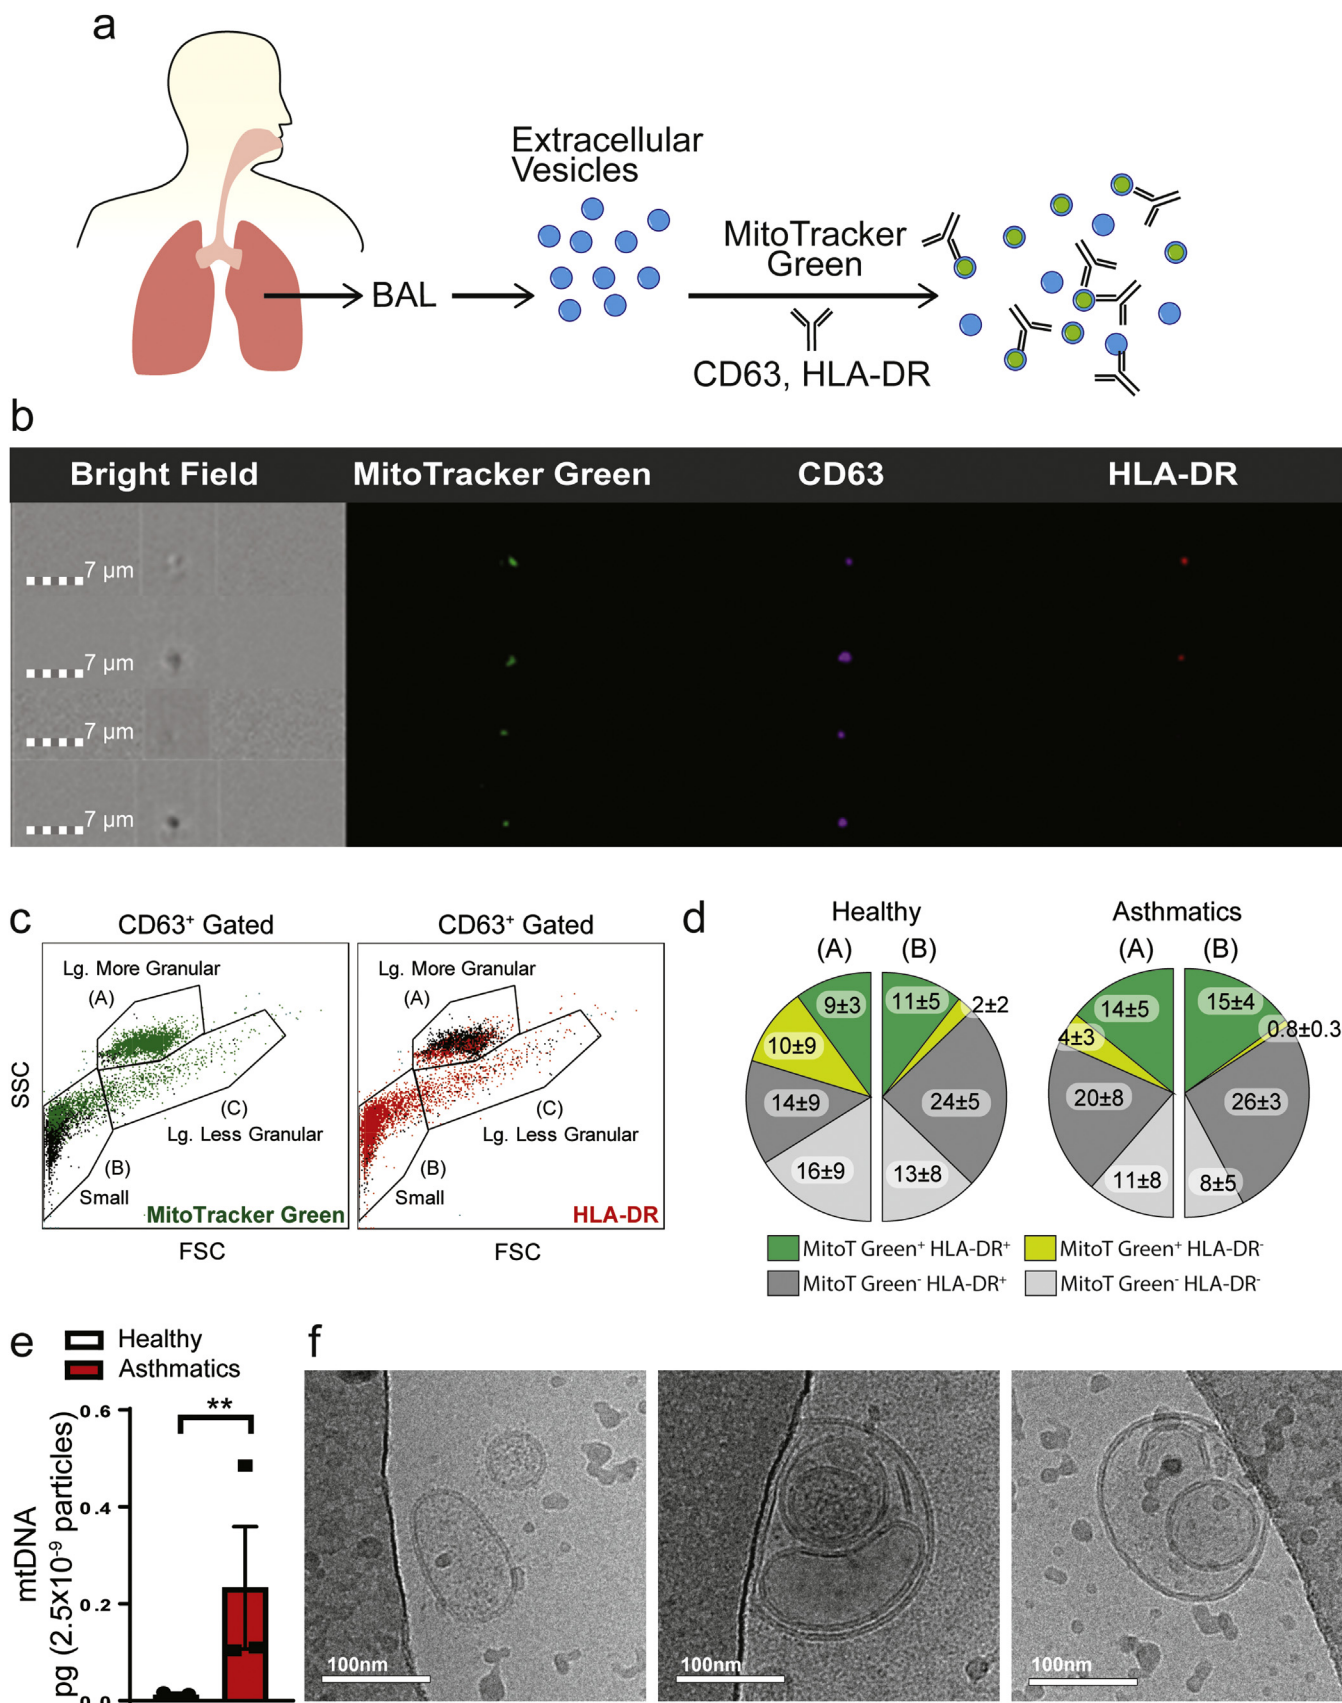 a
Extracellular
Vesicles
BAL
MitoTracker
Green
CD63, HLA-DR
b
Bright Field MitoTracker Green CD63 HLA-DR
7 µm
7 µm
7 µm
7 µm
c
CD63⁺ Gated
Lg. More Granular
(A)
(C)
Lg. Less Granular
(B)
Small
MitoTracker Green
SSC
FSC
CD63⁺ Gated
Lg. More Granular
(A)
(C)
Lg. Less Granular
(B)
Small
HLA-DR
FSC
d
Healthy
(A) (B)
9±3
11±5
2±2
10±9
14±9
24±5
16±9
13±8
Asthmatics
(A) (B)
14±5
15±4
4±3
0.8±0.3
20±8
26±3
11±8
8±5
MitoT Green⁺ HLA-DR⁺
MitoT Green⁺ HLA-DR⁻
MitoT Green⁻ HLA-DR⁺
MitoT Green⁻ HLA-DR⁻
e
Healthy
Asthmatics
**
0.6
0.4
0.2
0.0
mtDNA
pg (2.5x10⁻⁹ particles)
f
100nm
100nm
100nm